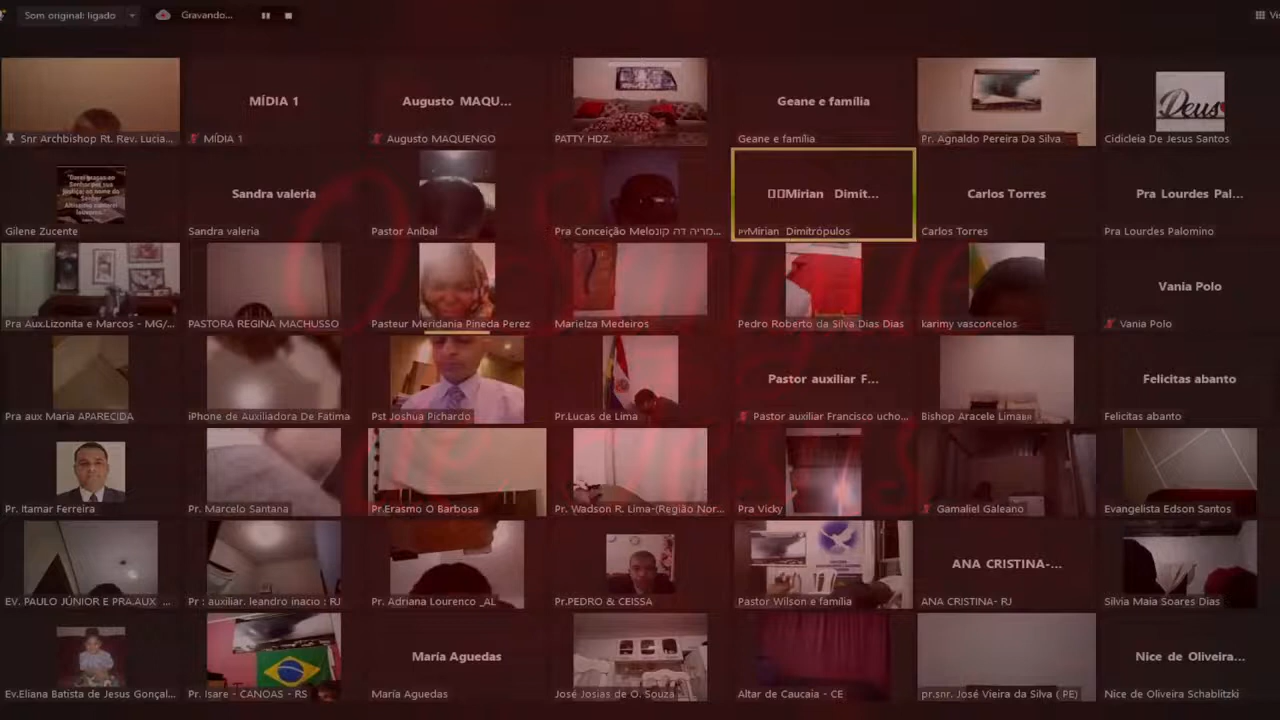 Som original: ligado
Gravando...
Snr Archbishop Rt. Rev. Lucia...
MÍDIA 1
MÍDIA 1
Augusto MAQU...
Augusto MAQUENGO
PATTY HDZ.
Geane e família
Geane e família
Pr. Agnaldo Pereira Da Silva
Deus
Cidicleia De Jesus Santos
Gilene Zucente
Sandra valeria
Sandra valeria
Pastor Aníbal
Pra Conceição Melo
Mirian Dimit...
Mirian Dimitrópulos
Carlos Torres
Carlos Torres
Pra Lourdes Pal...
Pra Lourdes Palomino
Pra Aux.Lizonita e Marcos - MG/...
PASTORA REGINA MACHUSSO
Pasteur Meridania Pineda Perez
Marielza Medeiros
Pedro Roberto da Silva Dias Dias
karimy vasconcelos
Vania Polo
Vania Polo
Pra aux Maria APARECIDA
iPhone de Auxiliadora De Fatima
Pst Joshua Pichardo
Pr.Lucas de Lima
Pastor auxiliar F...
Pastor auxiliar Francisco ucho...
Bishop Aracele Lima
Felicitas abanto
Felicitas abanto
Pr. Itamar Ferreira
Pr. Marcelo Santana
Pr.Erasmo O Barbosa
Pr. Wadson R. Lima-(Região Nor...
Pra Vicky
Gamaliel Galeano
Evangelista Edson Santos
EV. PAULO JÚNIOR E PRA.AUX ...
Pr : auxiliar. leandro inacio : RJ
Pr. Adriana Lourenco _AL
Pr.PEDRO & CEISSA
Pastor Wilson e família
ANA CRISTINA-...
ANA CRISTINA- RJ
Silvia Maia Soares Dias
Ev.Eliana Batista de Jesus Gonçal...
Pr. Isare - CANOAS - RS
María Aguedas
María Aguedas
José Josias de O. Souza
Altar de Caucaia - CE
pr.snr. José Vieira da Silva ( PE)
Nice de Oliveira...
Nice de Oliveira Schablitzki
O Sangue
de Jesus